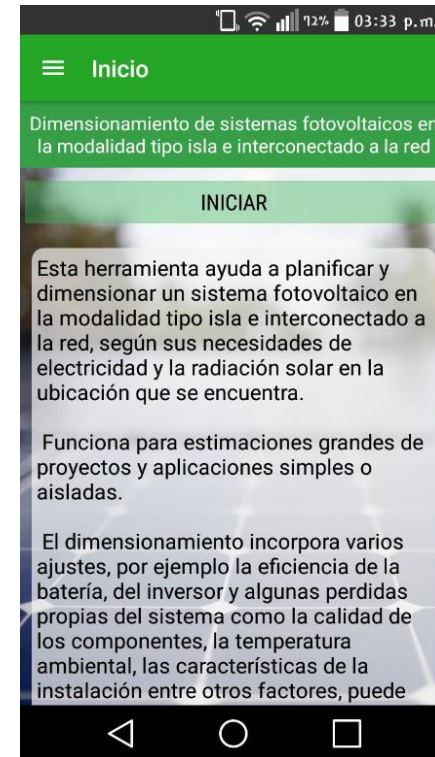 72% 03:33 p.m.
Inicio
Dimensionamiento de sistemas fotovoltaicos en
la modalidad tipo isla e interconectado a la red
INICIAR
Esta herramienta ayuda a planificar y
dimensionar un sistema fotovoltaico en
la modalidad tipo isla e interconectado a
la red, según sus necesidades de
electricidad y la radiación solar en la
ubicación que se encuentra.
Funciona para estimaciones grandes de
proyectos y aplicaciones simples o
aisladas.
El dimensionamiento incorpora varios
ajustes, por ejemplo la eficiencia de la
batería, del inversor y algunas perdidas
propias del sistema como la calidad de
los componentes, la temperatura
ambiental, las características de la
instalación entre otros factores, puede